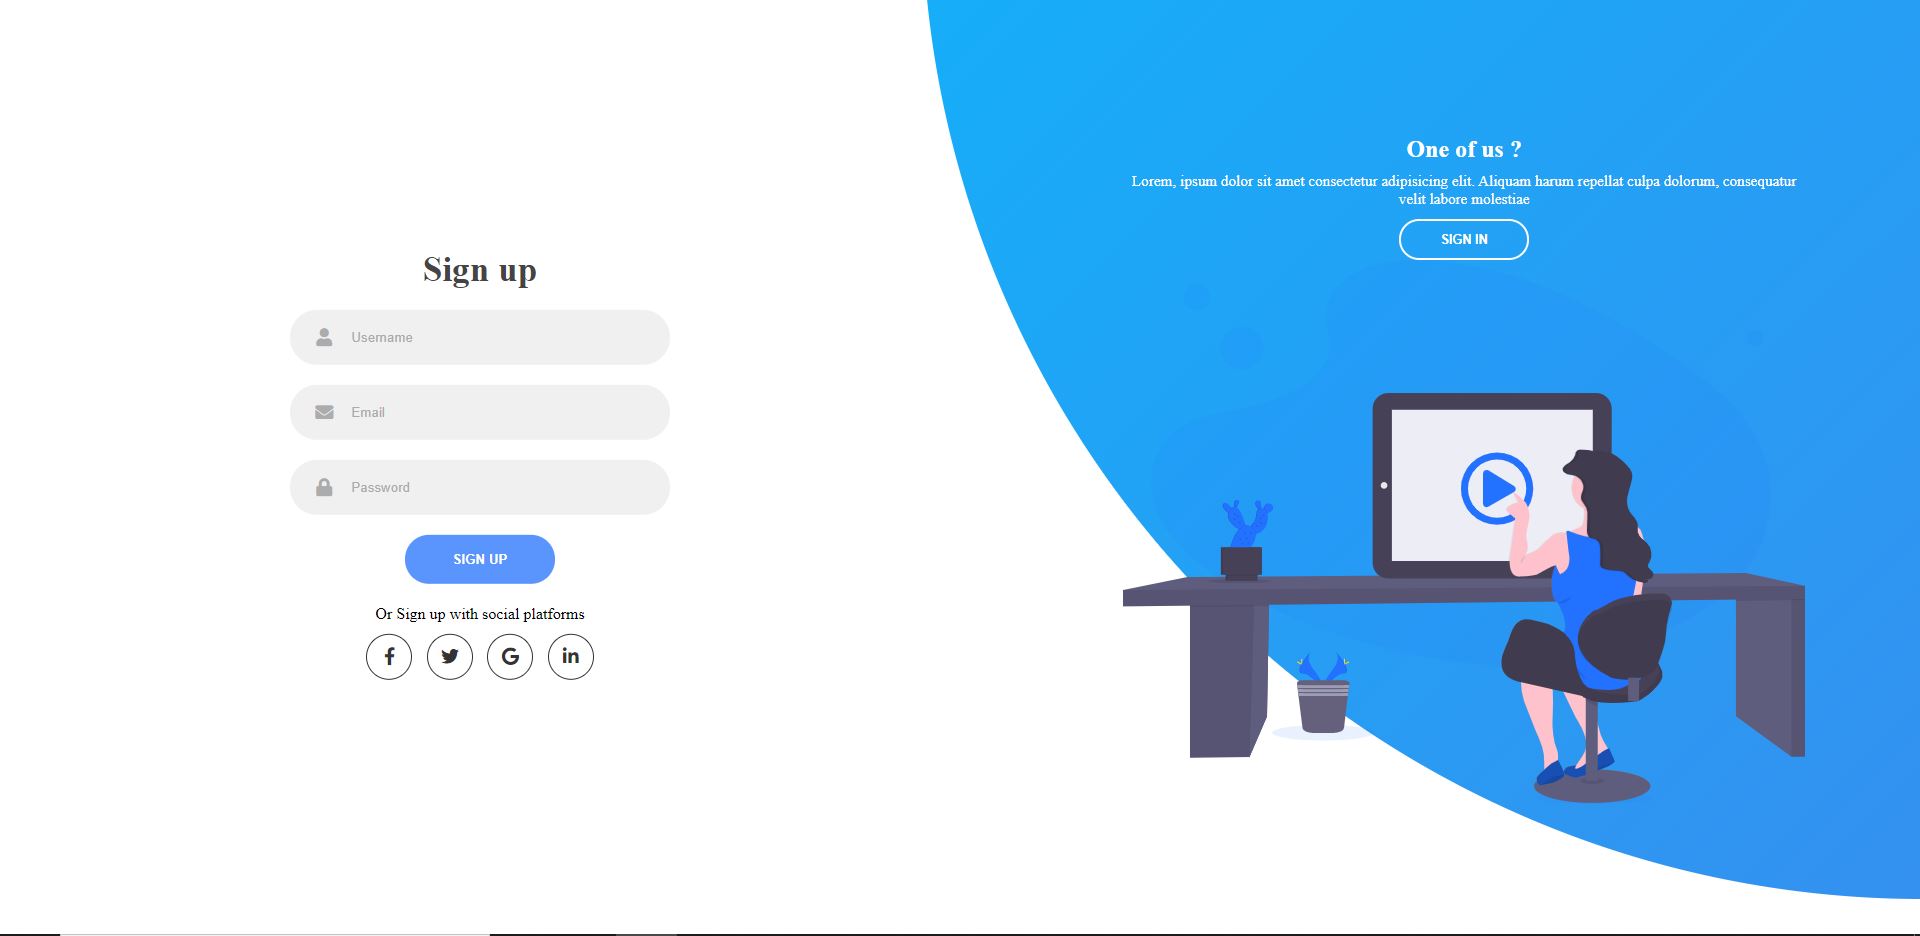 Sign up
Username
Email
Password
SIGN UP
Or Sign up with social platforms
One of us ?
Lorem, ipsum dolor sit amet consectetur adipisicing elit. Aliquam harum repellat culpa dolorum, consequatur
velit labore molestiae
SIGN IN